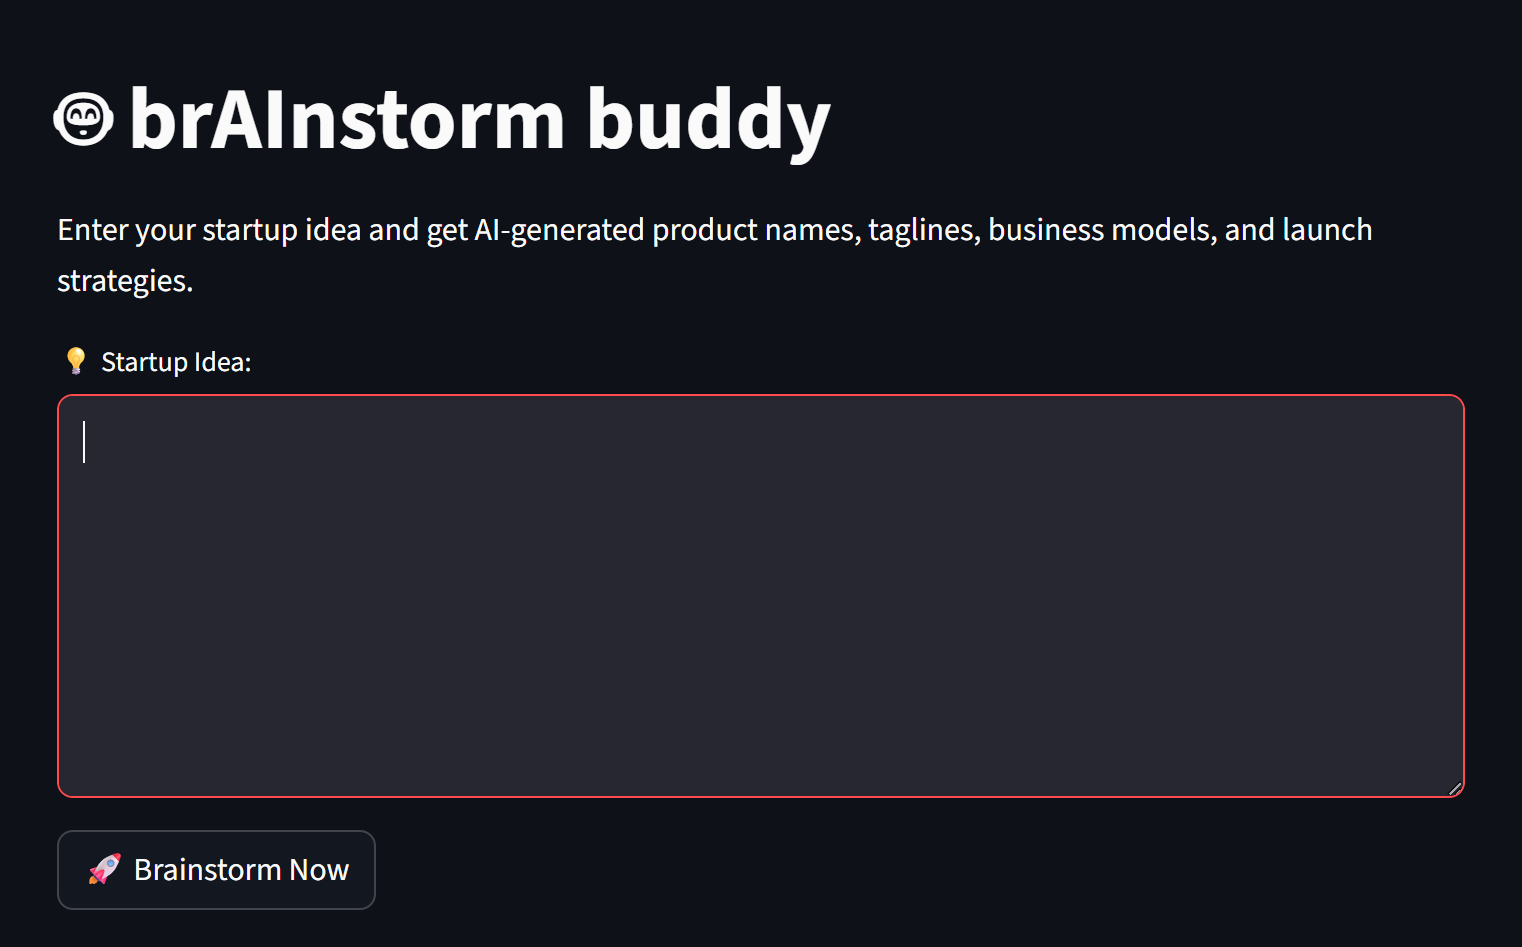 brAInstorm buddy
Enter your startup idea and get AI-generated product names, taglines, business models, and launch
strategies.
💡 Startup Idea:
🚀 Brainstorm Now